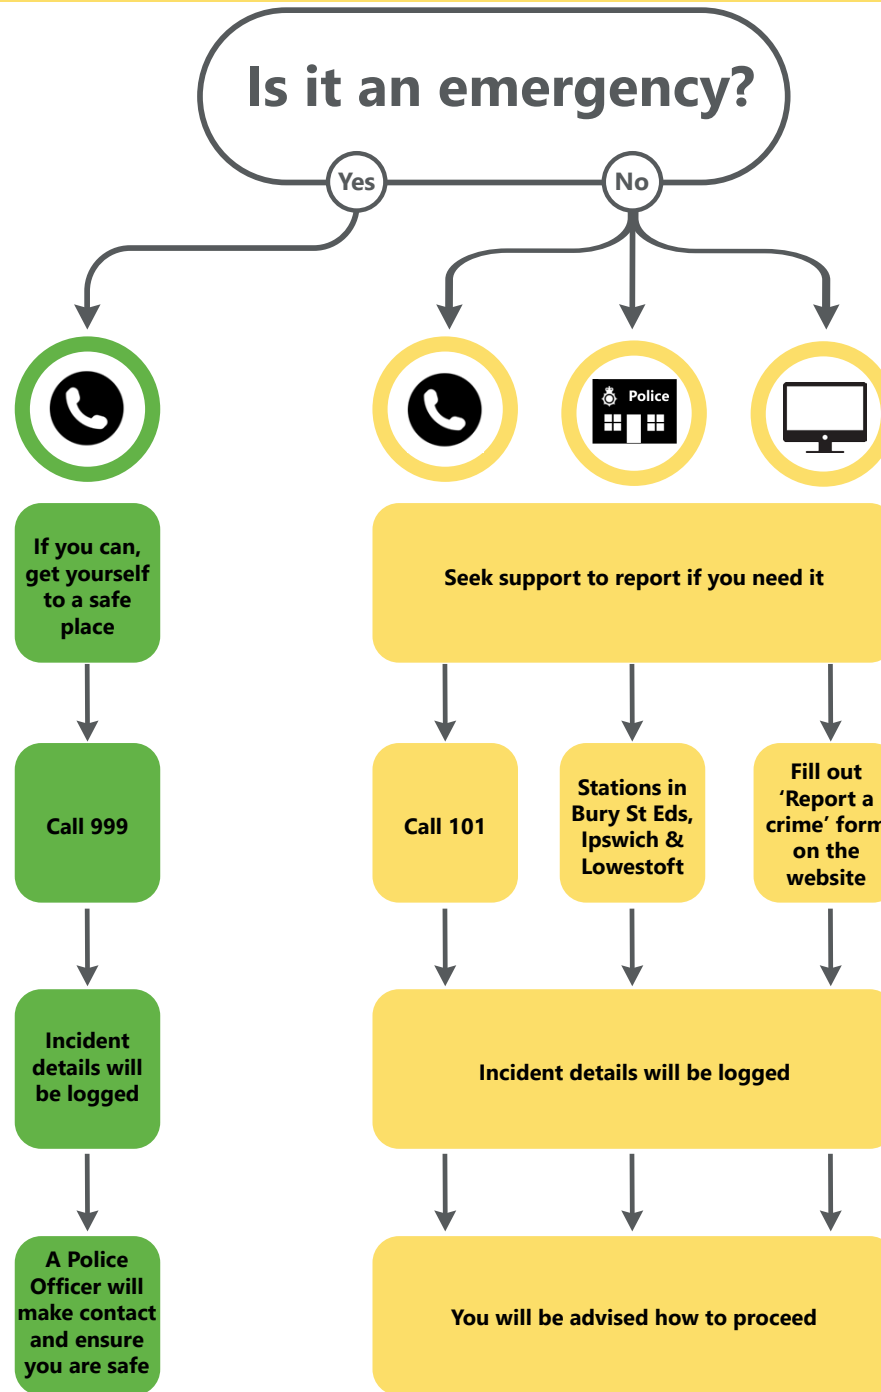 Is it an emergency?
Yes
No
Police
If you can,
get yourself
to a safe
place
Seek support to report if you need it
Call 999
Call 101
Stations in
Bury St Eds,
Ipswich &
Lowestoft
Fill out
‘Report a
crime’ form
on the
website
Incident
details will
be logged
Incident details will be logged
A Police
Officer will
make contact
and ensure
you are safe
You will be advised how to proceed